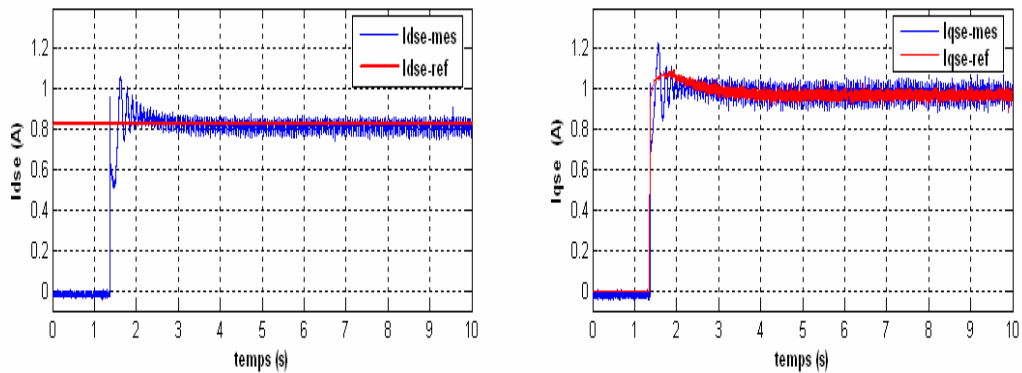 Idse-mes
Idse-ref
1.2
1
0.8
0.6
0.4
0.2
0
Idse (A)
0 1 2 3 4 5 6 7 8 9 10
temps (s)
Iqse-mes
Iqse-ref
1.2
1
0.8
0.6
0.4
0.2
0
Iqse (A)
0 1 2 3 4 5 6 7 8 9 10
temps (s)